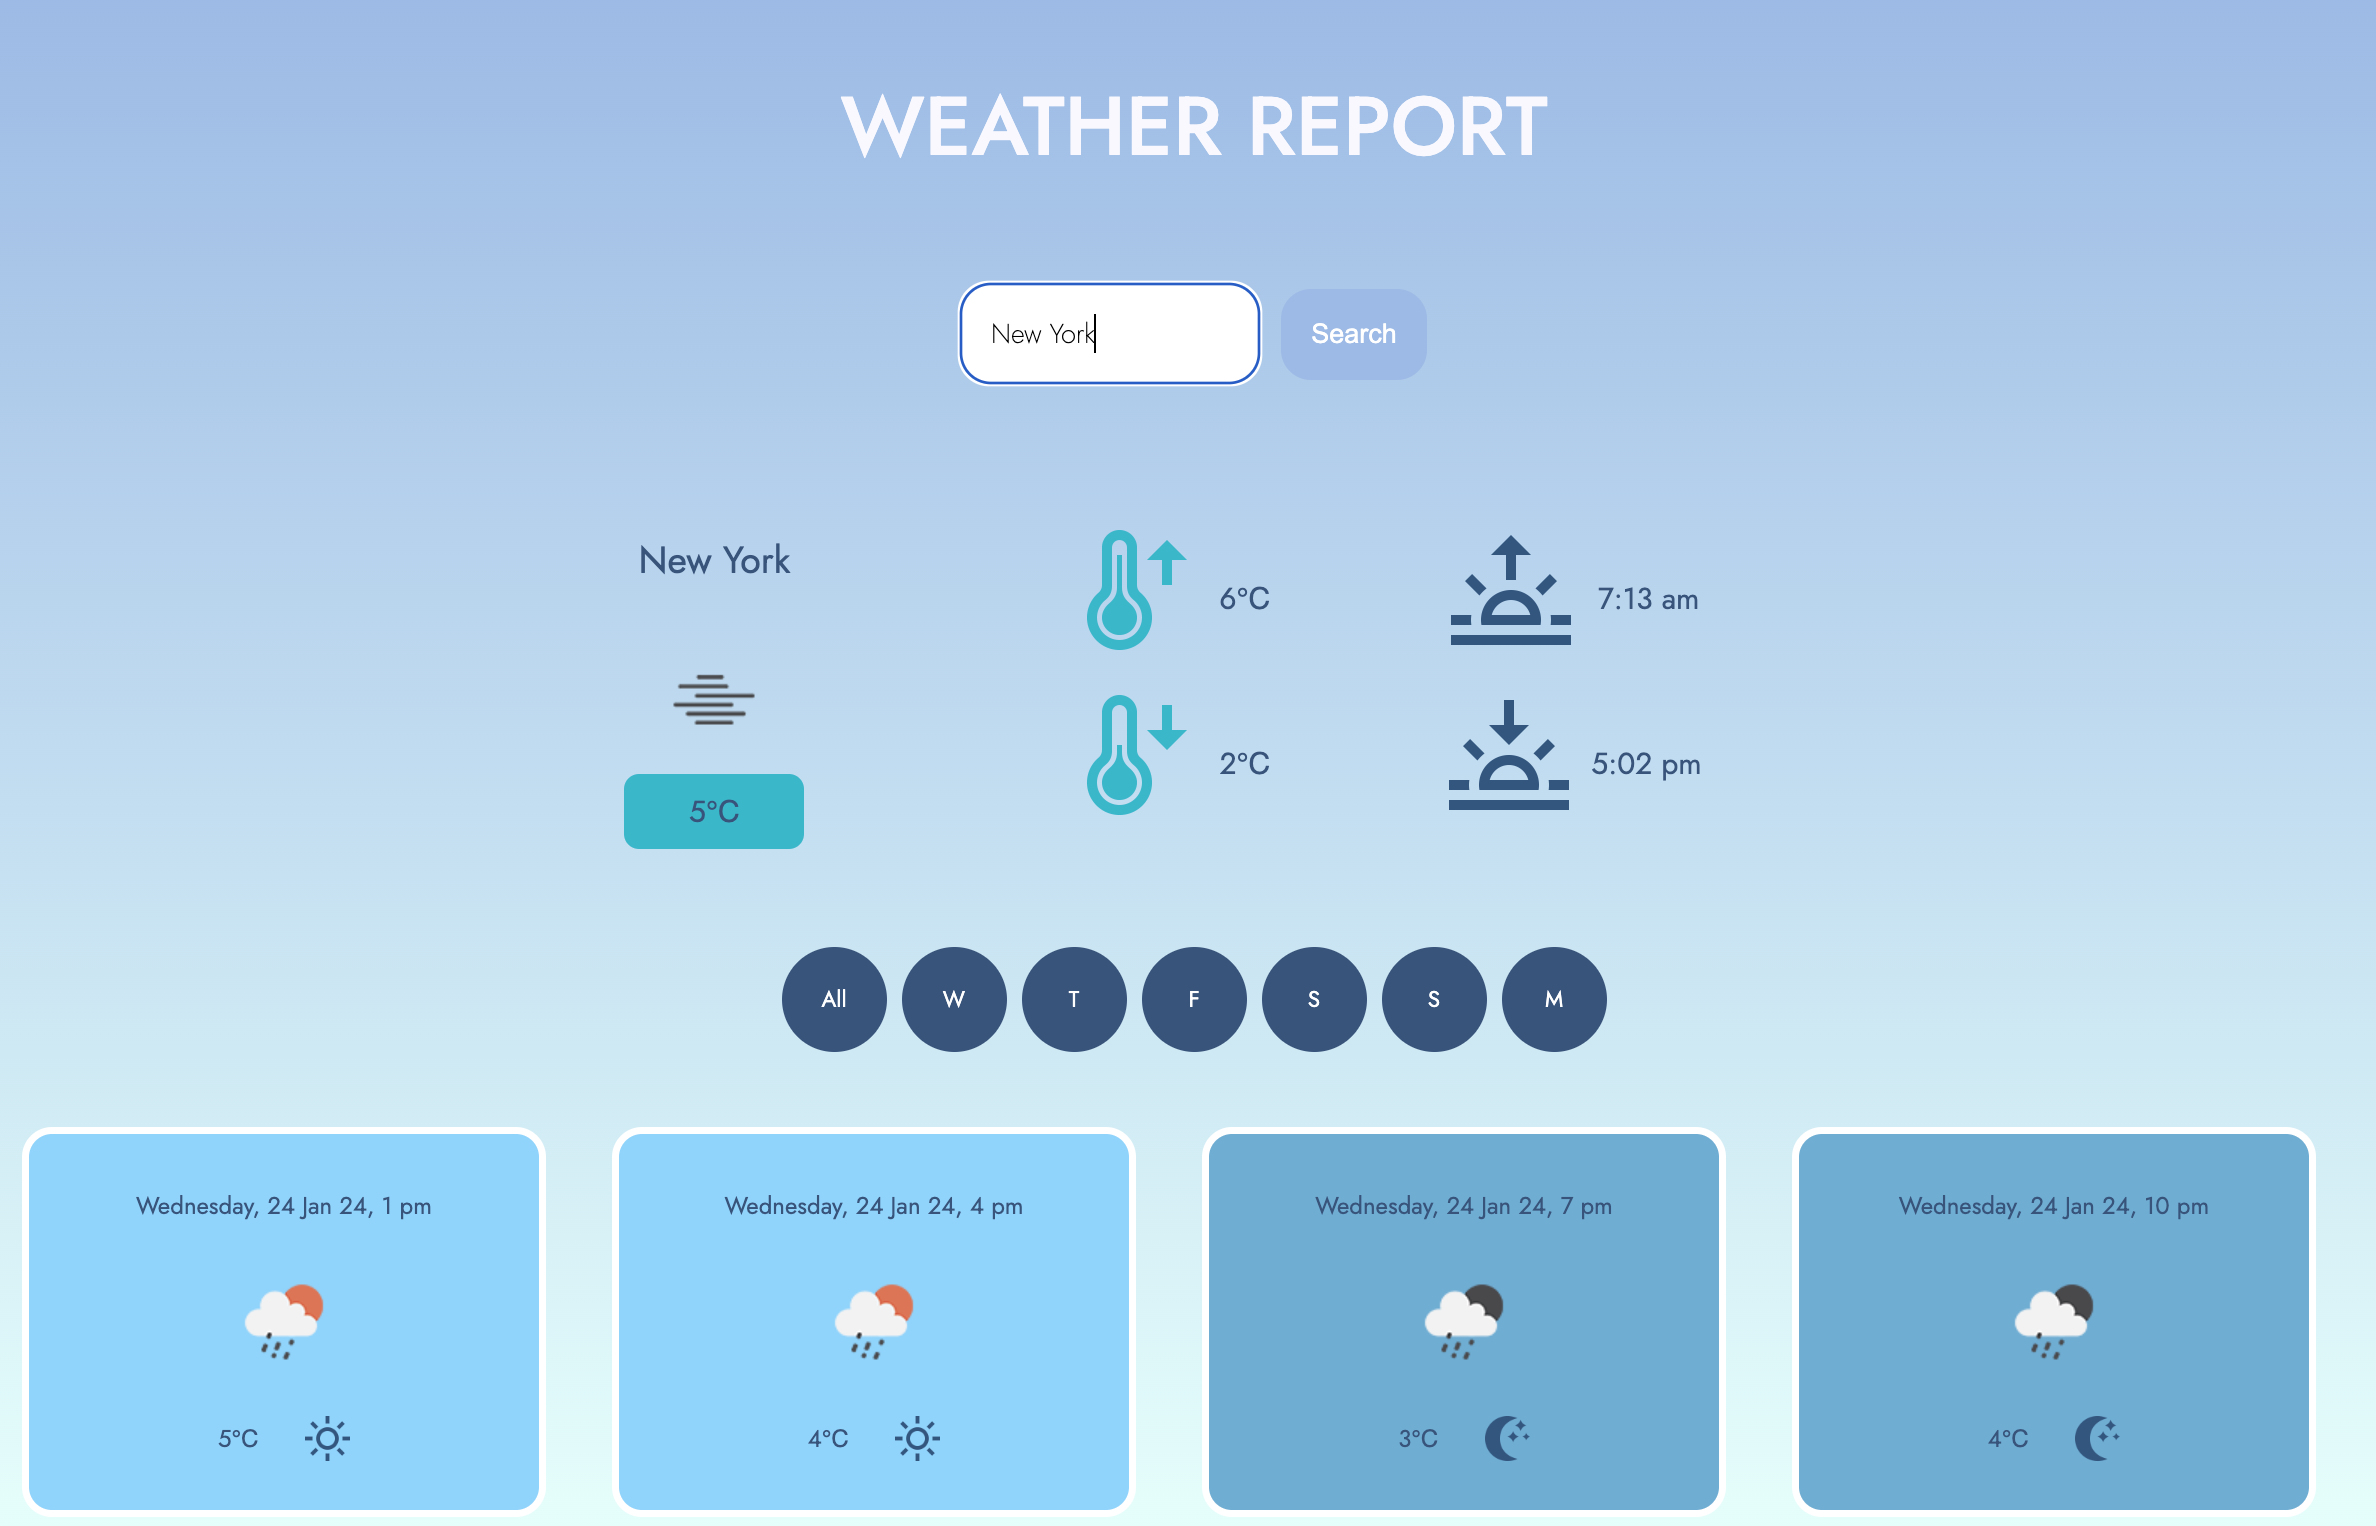 WEATHER REPORT
New York
Search
New York
6°C
7:13 am
2°C
5:02 pm
5°C
All
W
T
F
S
S
M
Wednesday, 24 Jan 24, 1 pm
5°C
Wednesday, 24 Jan 24, 4 pm
4°C
Wednesday, 24 Jan 24, 7 pm
3°C
Wednesday, 24 Jan 24, 10 pm
4°C